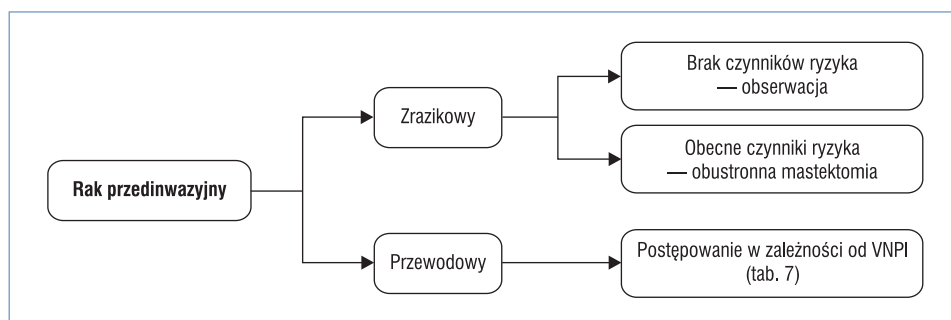 Rak przedinwazyjny
Zrazikowy
Brak czynników ryzyka
— obserwacja
Obecne czynniki ryzyka
— obustronna mastektomia
Przewodowy
Postępowanie w zależności od VNPI
(tab. 7)